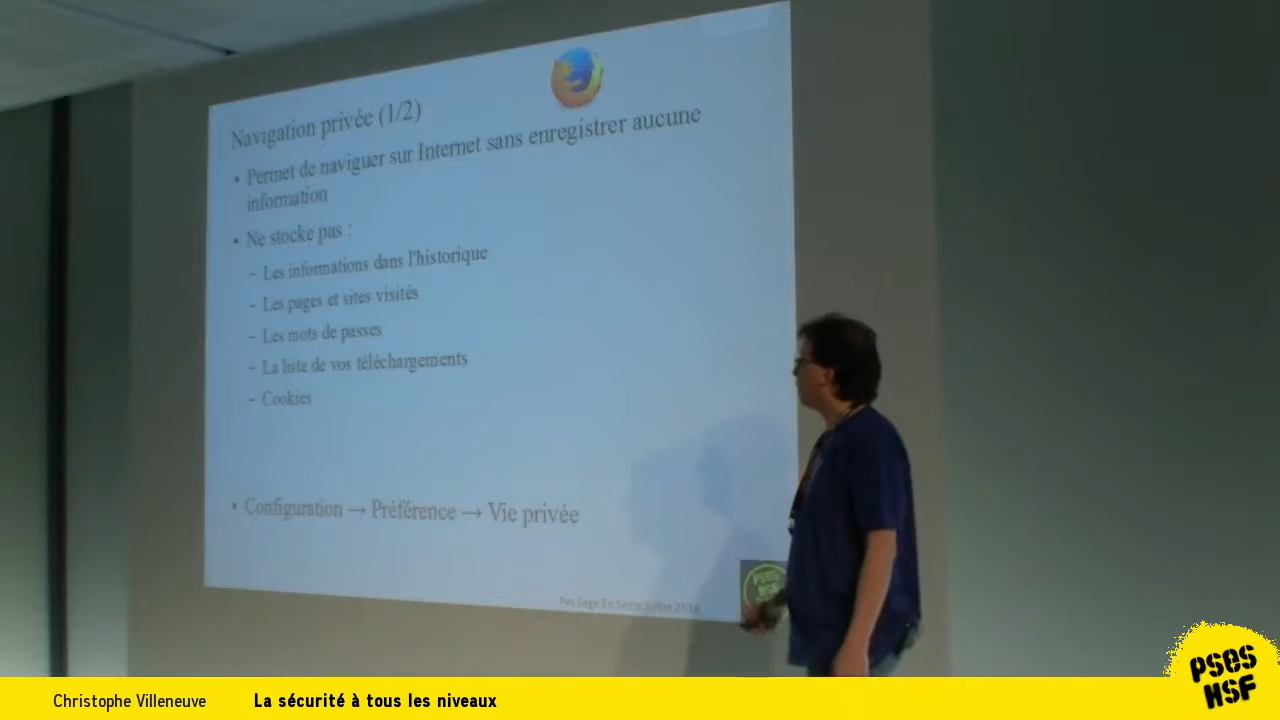 Navigation privée (1/2)
• Permet de naviguer sur Internet sans enregistrer aucune
information
• Ne stocke pas :
– Les informations dans l'historique
– Les pages et sites visités
– Les mots de passes
– La liste de vos téléchargements
– Cookies
• Configuration → Préférence → Vie privée
Pas Sage En Seine
PSES
HSF
Christophe Villeneuve
La sécurité à tous les niveaux
PSES
HSF